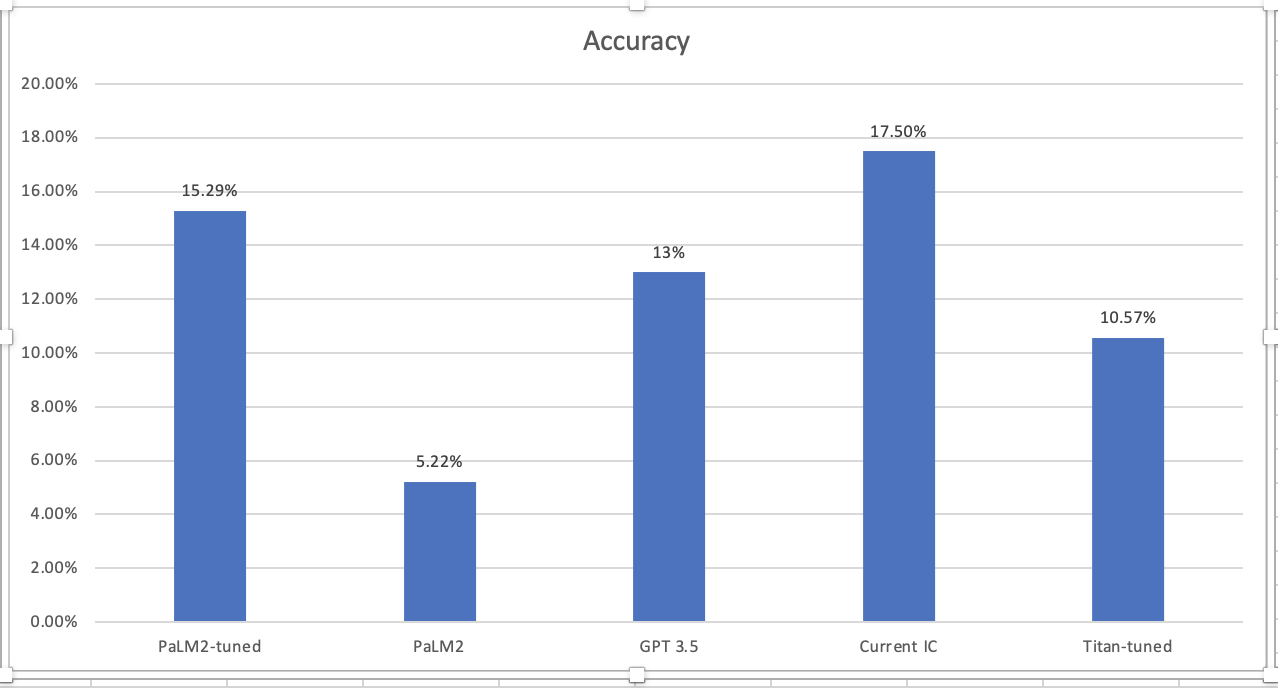 Accuracy
20.00%
18.00%
16.00%
14.00%
12.00%
10.00%
8.00%
6.00%
4.00%
2.00%
0.00%
15.29%
5.22%
13%
17.50%
10.57%
PaLM2-tuned
PaLM2
GPT 3.5
Current IC
Titan-tuned